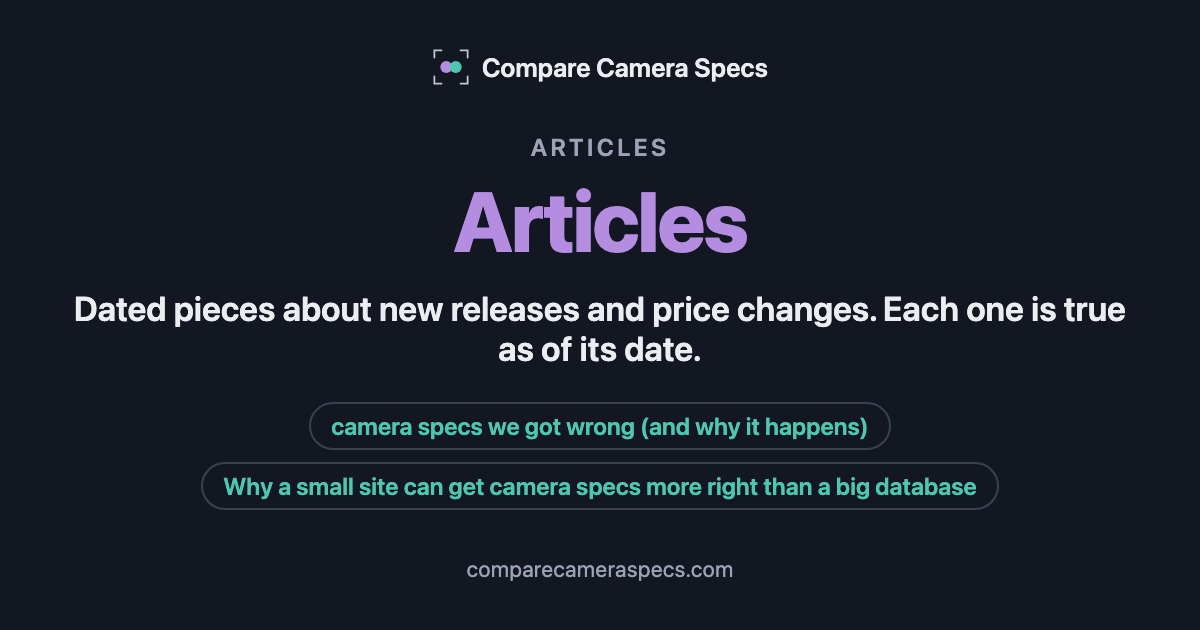 Compare Camera Specs
ARTICLES
Articles
Dated pieces about new releases and price changes. Each one is true
as of its date.
camera specs we got wrong (and why it happens)
Why a small site can get camera specs more right than a big database
comparecameraspecs.com